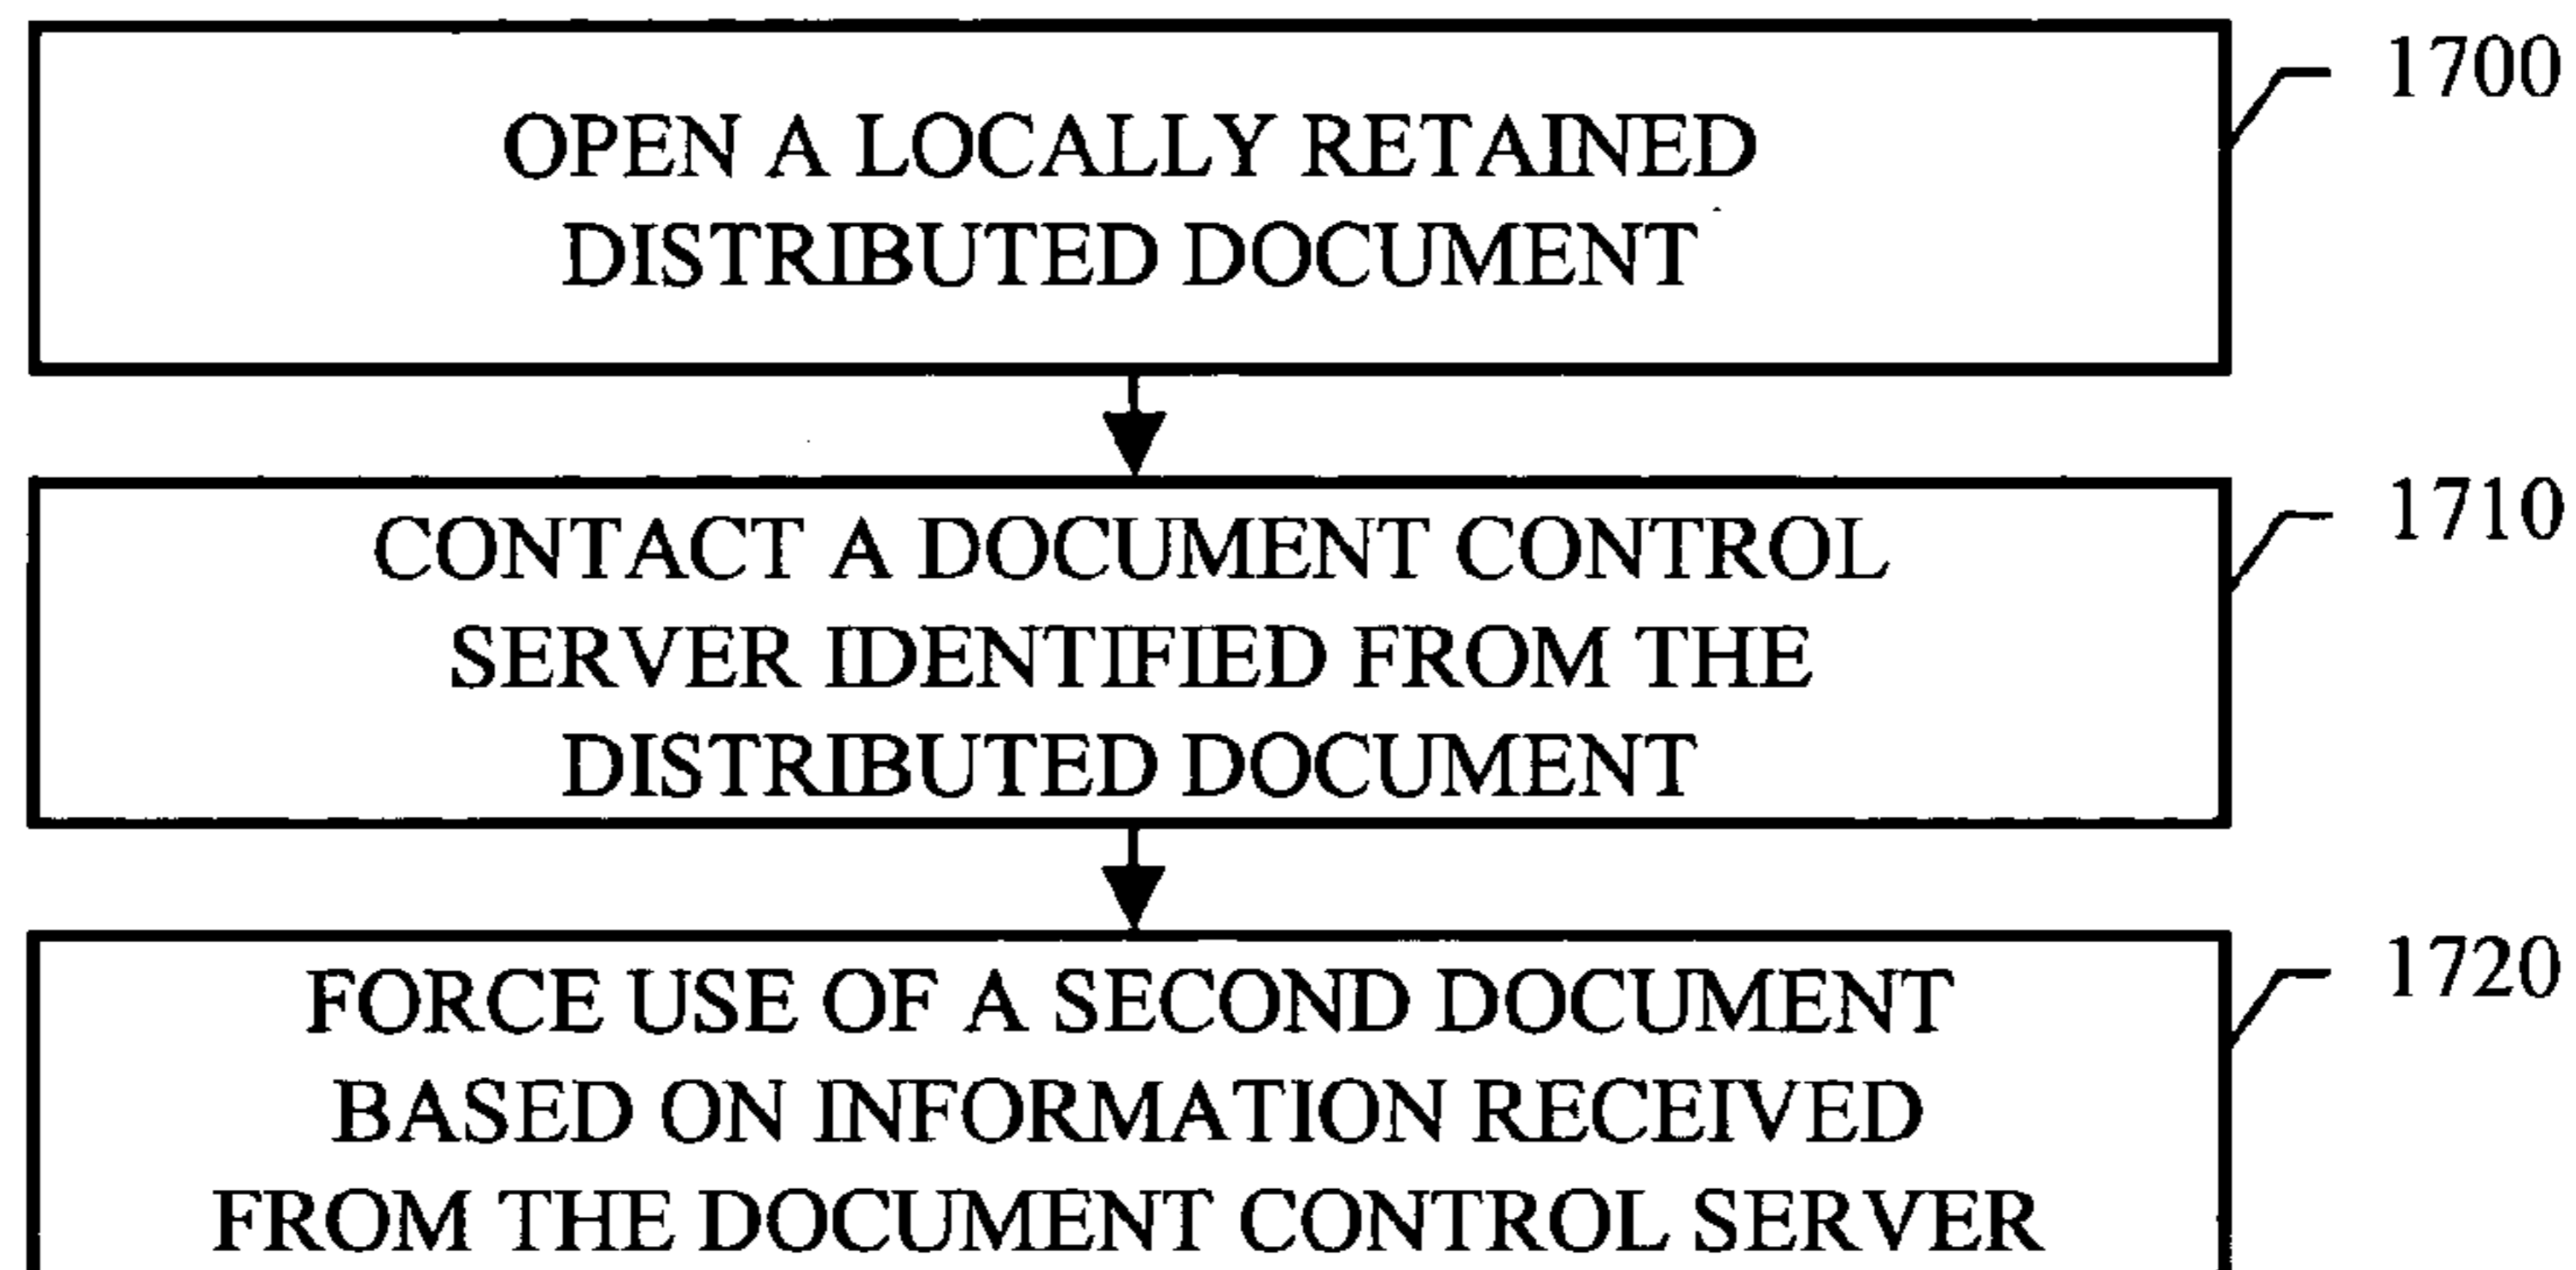 OPEN A LOCALLY RETAINED
DISTRIBUTED DOCUMENT
1700
CONTACT A DOCUMENT CONTROL
SERVER IDENTIFIED FROM THE
DISTRIBUTED DOCUMENT
1710
FORCE USE OF A SECOND DOCUMENT
BASED ON INFORMATION RECEIVED
FROM THE DOCUMENT CONTROL SERVER
1720